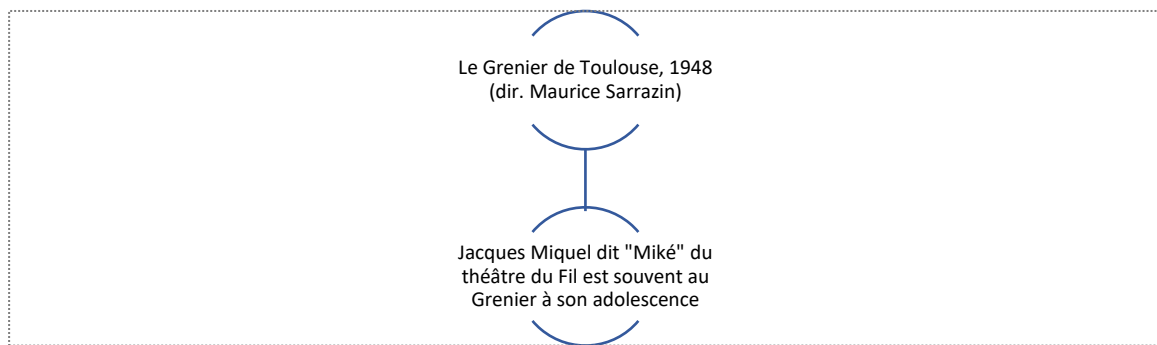 Le Grenier de Toulouse, 1948
(dir. Maurice Sarrazin)
Jacques Miquel dit "Miké" du
théâtre du Fil est souvent au
Grenier à son adolescence